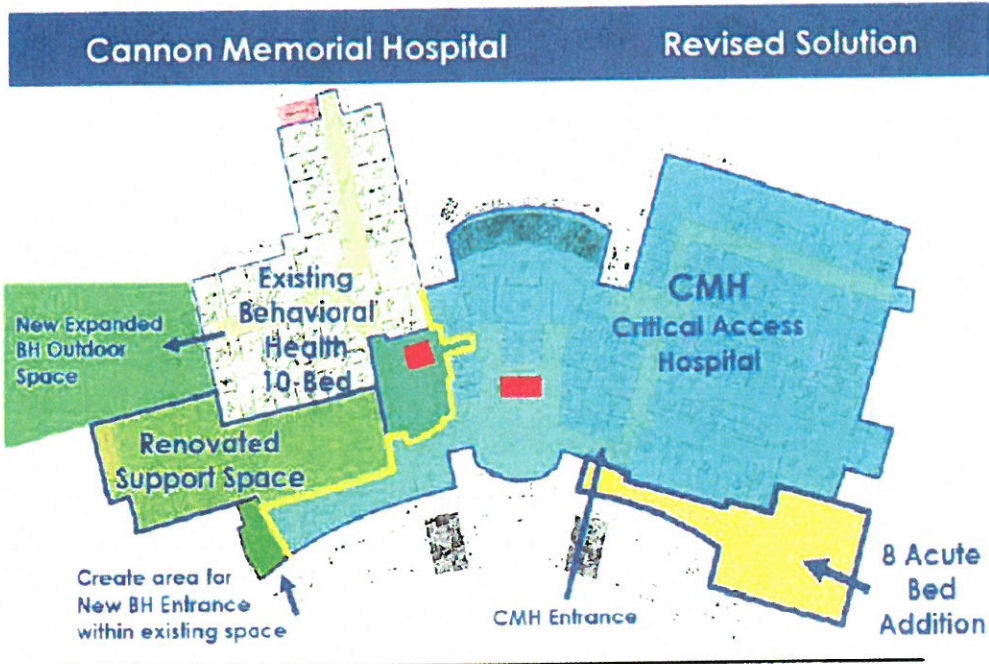 Cannon Memorial Hospital
Revised Solution
Existing
Behavioral
Health
10-Bed
New Expanded
BH Outdoor
Space
CMH
Critical Access
Hospital
Renovated
Support Space
Create area for
New BH Entrance
within existing space
CMH Entrance
8 Acute
Bed
Addition